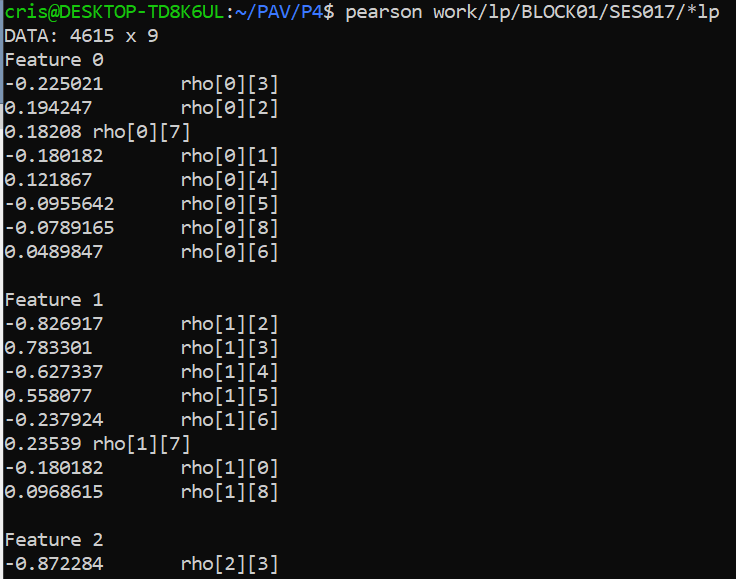 cris@DESKTOP-TD8K6UL:~/PAV/P4$ pearson work/lp/BLOCK01/SES017/*lp
DATA: 4615 x 9
Feature 0
-0.225021 rho[0][3]
0.194247 rho[0][2]
0.18208 rho[0][7]
-0.180182 rho[0][1]
0.121867 rho[0][4]
-0.0955642 rho[0][5]
-0.0789165 rho[0][8]
0.0489847 rho[0][6]

Feature 1
-0.826917 rho[1][2]
0.783301 rho[1][3]
-0.627337 rho[1][4]
0.558077 rho[1][5]
-0.237924 rho[1][6]
0.23539 rho[1][7]
-0.180182 rho[1][0]
0.0968615 rho[1][8]

Feature 2
-0.872284 rho[2][3]